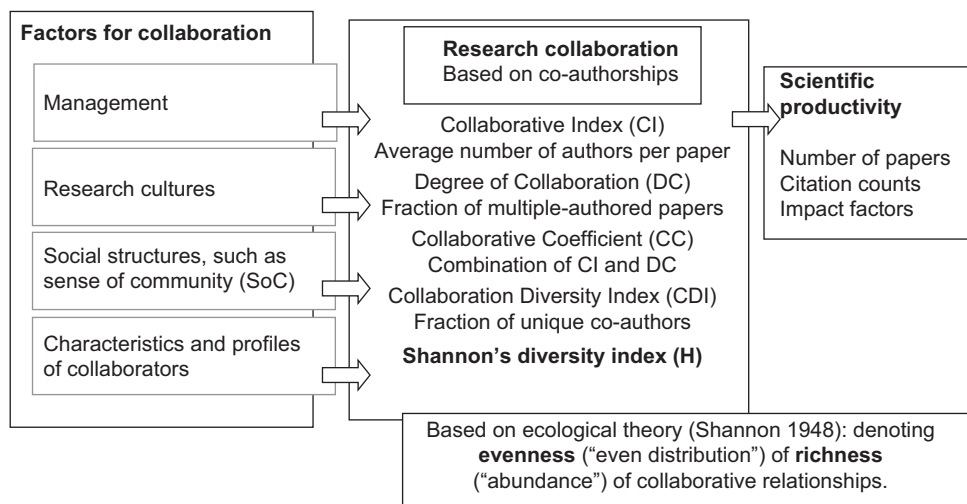 Factors for collaboration
Management
Research cultures
Social structures, such as
sense of community (SoC)
Characteristics and profiles
of collaborators
Research collaboration
Based on co-authorships
Collaborative Index (CI)
Average number of authors per paper
Degree of Collaboration (DC)
Fraction of multiple-authored papers
Collaborative Coefficient (CC)
Combination of CI and DC
Collaboration Diversity Index (CDI)
Fraction of unique co-authors
Shannon’s diversity index (H)
Based on ecological theory (Shannon 1948): denoting
evenness (“even distribution”) of richness
(“abundance”) of collaborative relationships.
Scientific
productivity
Number of papers
Citation counts
Impact factors